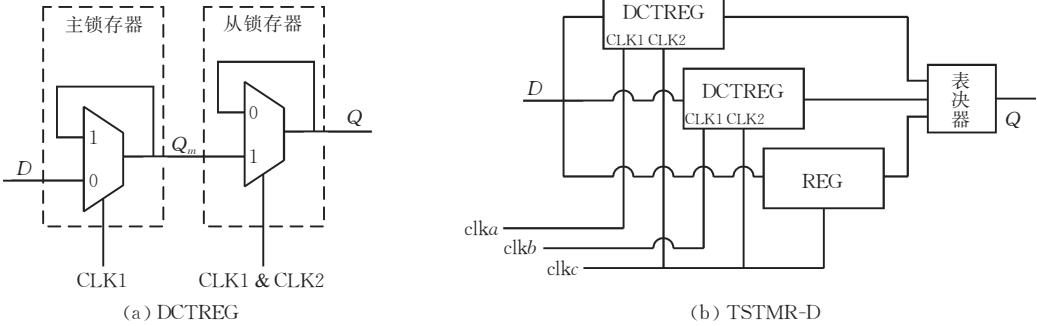 主锁存器
从锁存器
1
0
D
Qm
0
1
Q
CLK1
CLK1 & CLK2
(a) DCTREG
DCTREG
CLK1 CLK2
D
DCTREG
CLK1 CLK2
REG
表决器
Q
clka
clkb
clkc
(b) TSTMR-D